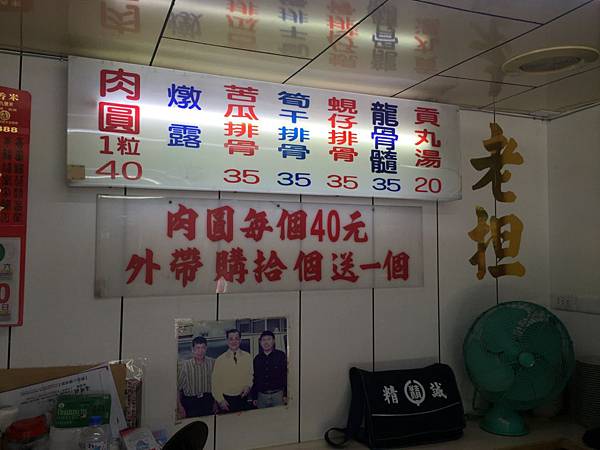 肉圓 1粒 40
燉露
苦瓜排骨 35
筍干排骨 35
蜆仔排骨 35
龍骨髓 35
貢丸湯 20
肉圓每個40元
外帶購拾個送一個
老担
精 精 誠